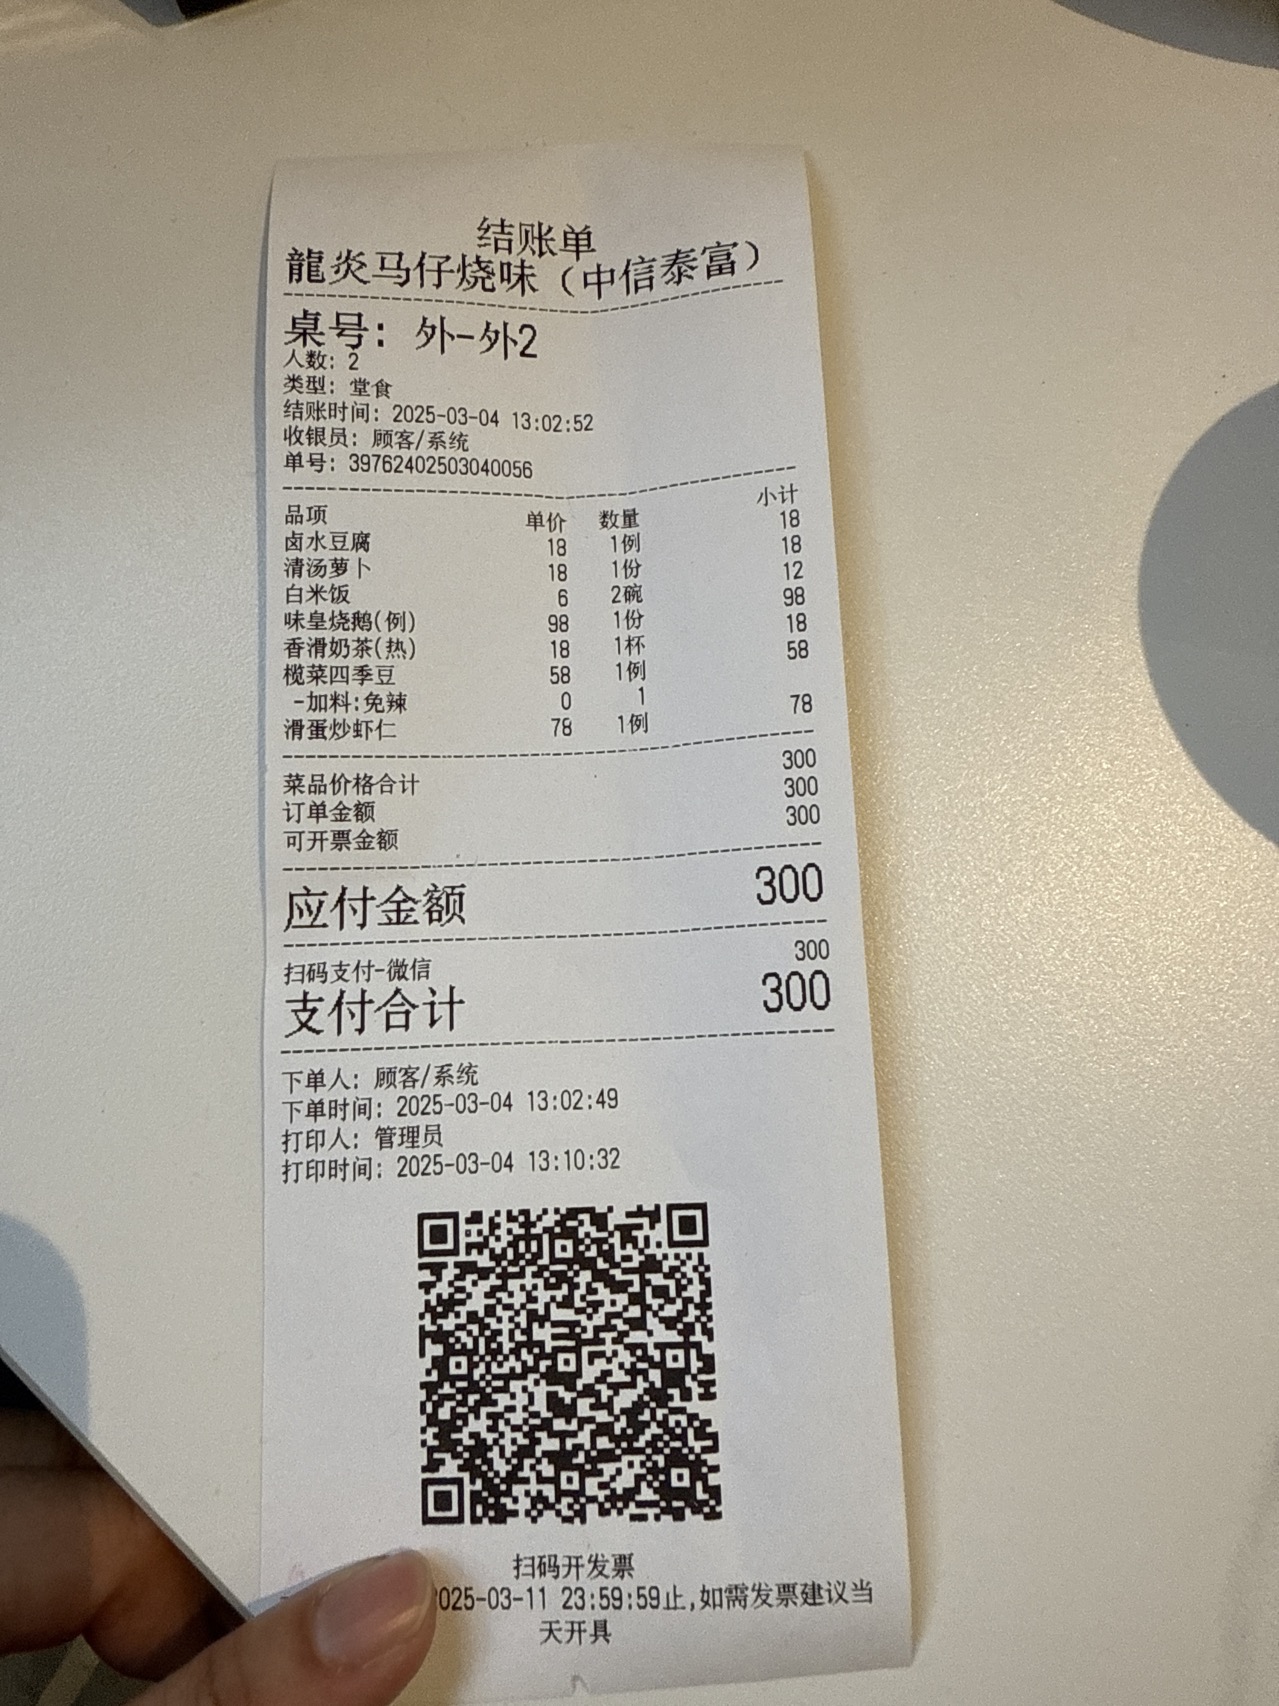 结账单
龍炎马仔烧味（中信泰富）
桌号: 外-外2
人数: 2
类型: 堂食
结账时间: 2025-03-04 13:02:52
收银员: 顾客/系统
单号: 39762402503040056
品项 单价 数量 小计
卤水豆腐 18 1例 18
清汤萝卜 18 1份 18
白米饭 6 2碗 12
味皇烧鹅(例) 98 1份 98
香滑奶茶(热) 18 1杯 18
榄菜四季豆 58 1例 58
-加料:免辣 0 1
滑蛋炒虾仁 78 1例 78
菜品价格合计 300
订单金额 300
可开票金额 300
应付金额 300
扫码支付-微信 300
支付合计 300
下单人: 顾客/系统
下单时间: 2025-03-04 13:02:49
打印人: 管理员
打印时间: 2025-03-04 13:10:32
扫码开发票
025-03-11 23:59:59止,如需发票建议当
天开具